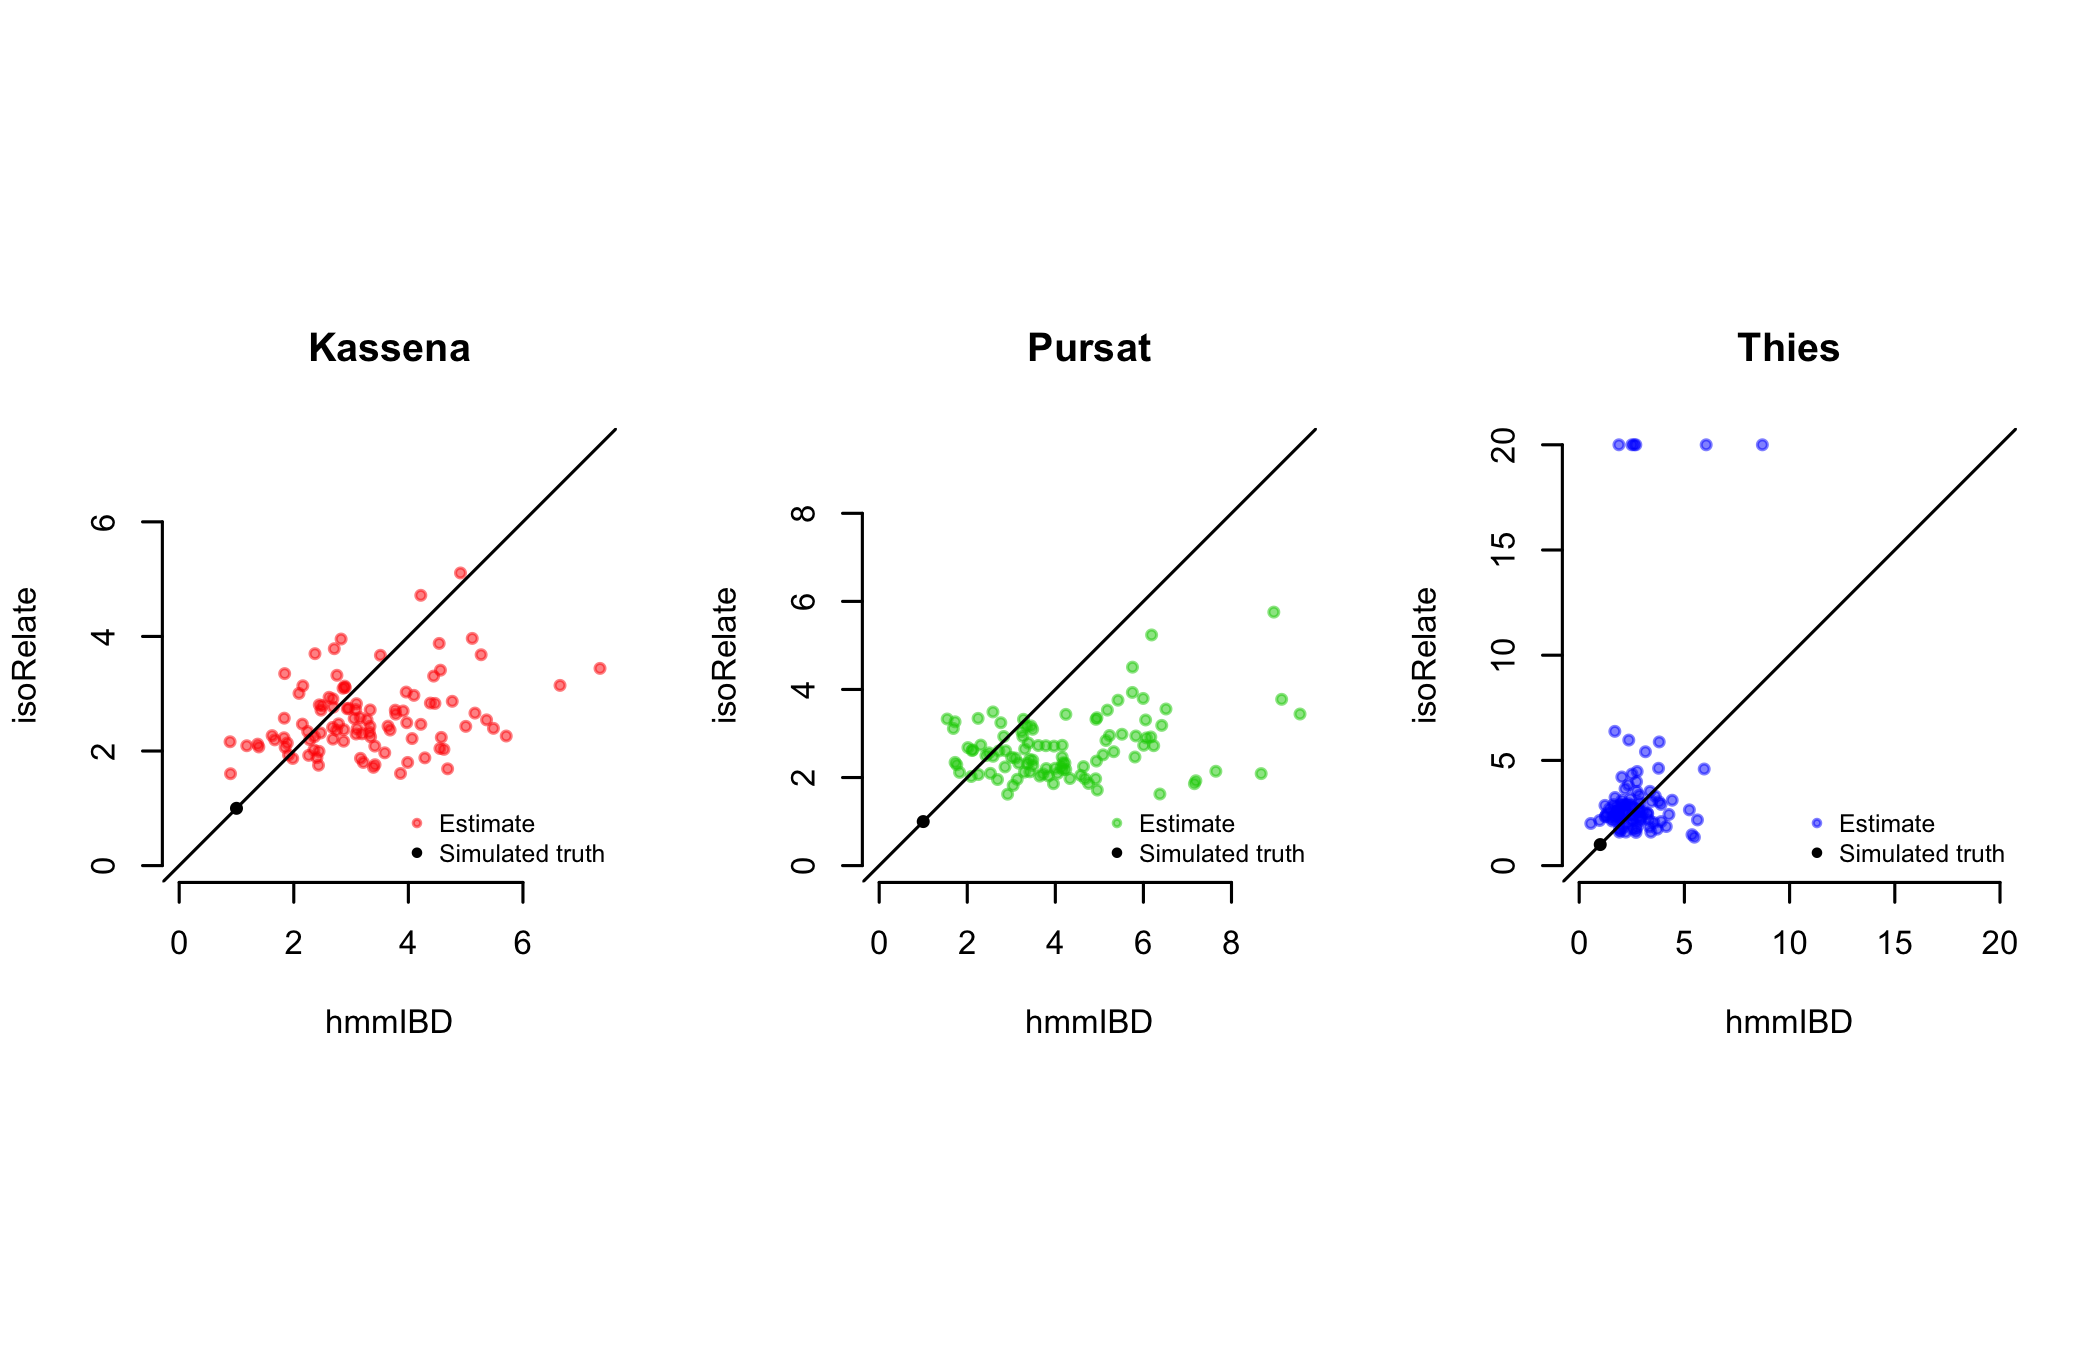 Kassena
isoRelate
6
4
2
0
Estimate
Simulated truth
0 2 4 6
hmmIBD
Pursat
isoRelate
8
6
4
2
0
Estimate
Simulated truth
0 2 4 6 8
hmmIBD
Thies
isoRelate
20
15
10
5
0
Estimate
Simulated truth
0 5 10 15 20
hmmIBD